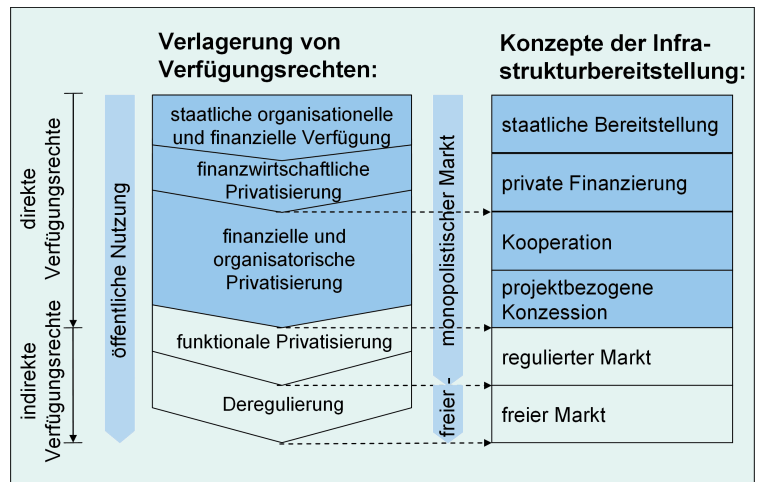 Verlagerung von
Verfügungsrechten:
Konzepte der Infra-
strukturbereitstellung:
direkte
Verfügungsrechte
indirekte
Verfügungsrechte
öffentliche Nutzung
staatliche organisationelle
und finanzielle Verfügung
finanzwirtschaftliche
Privatisierung
finanzielle und
organisatorische
Privatisierung
funktionale Privatisierung
Deregulierung
monopolistischer Markt
freier
staatliche Bereitstellung
private Finanzierung
Kooperation
projektbezogene
Konzession
regulierter Markt
freier Markt